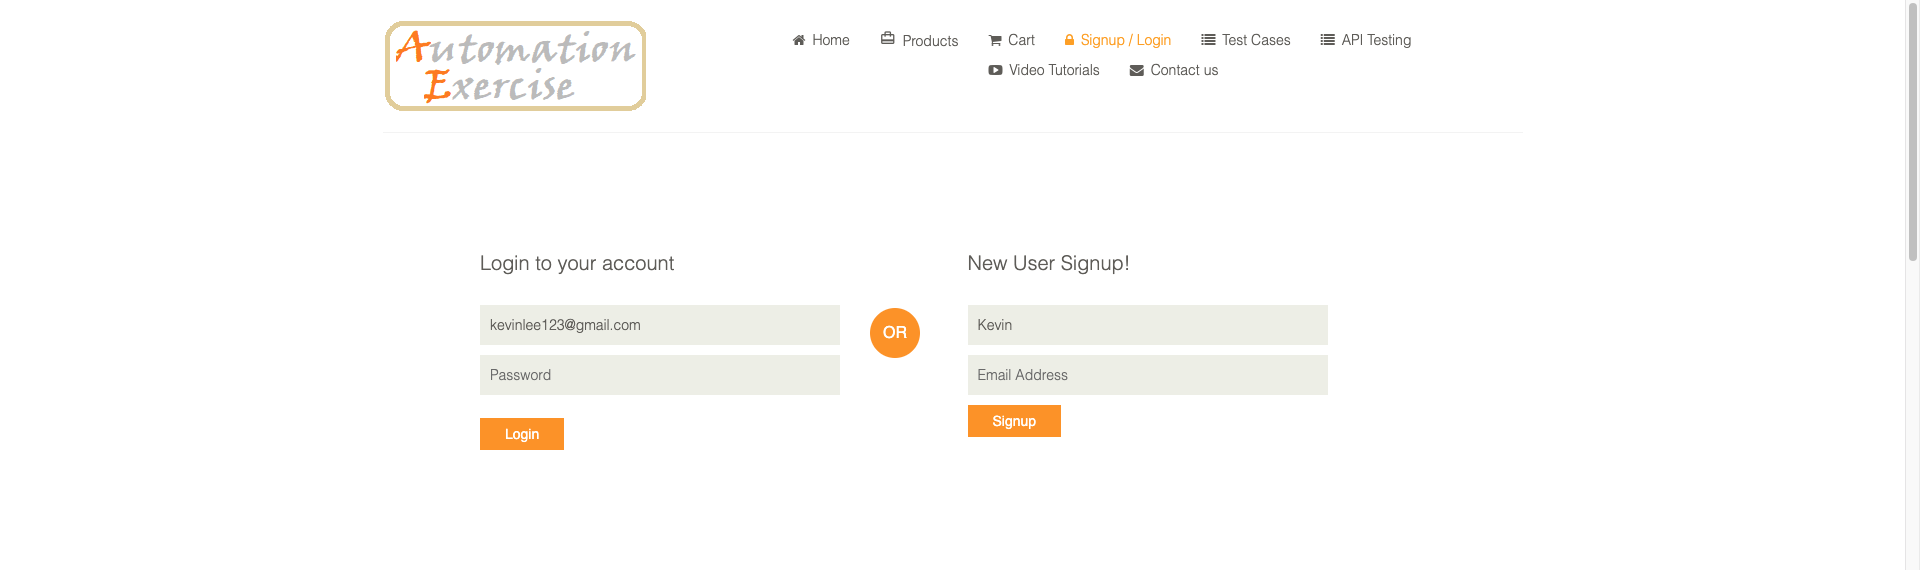 Automation
Exercise
Home Products Cart Signup / Login Test Cases API Testing
Video Tutorials Contact us
Login to your account
kevinlee123@gmail.com
Password
Login
OR
New User Signup!
Kevin
Email Address
Signup